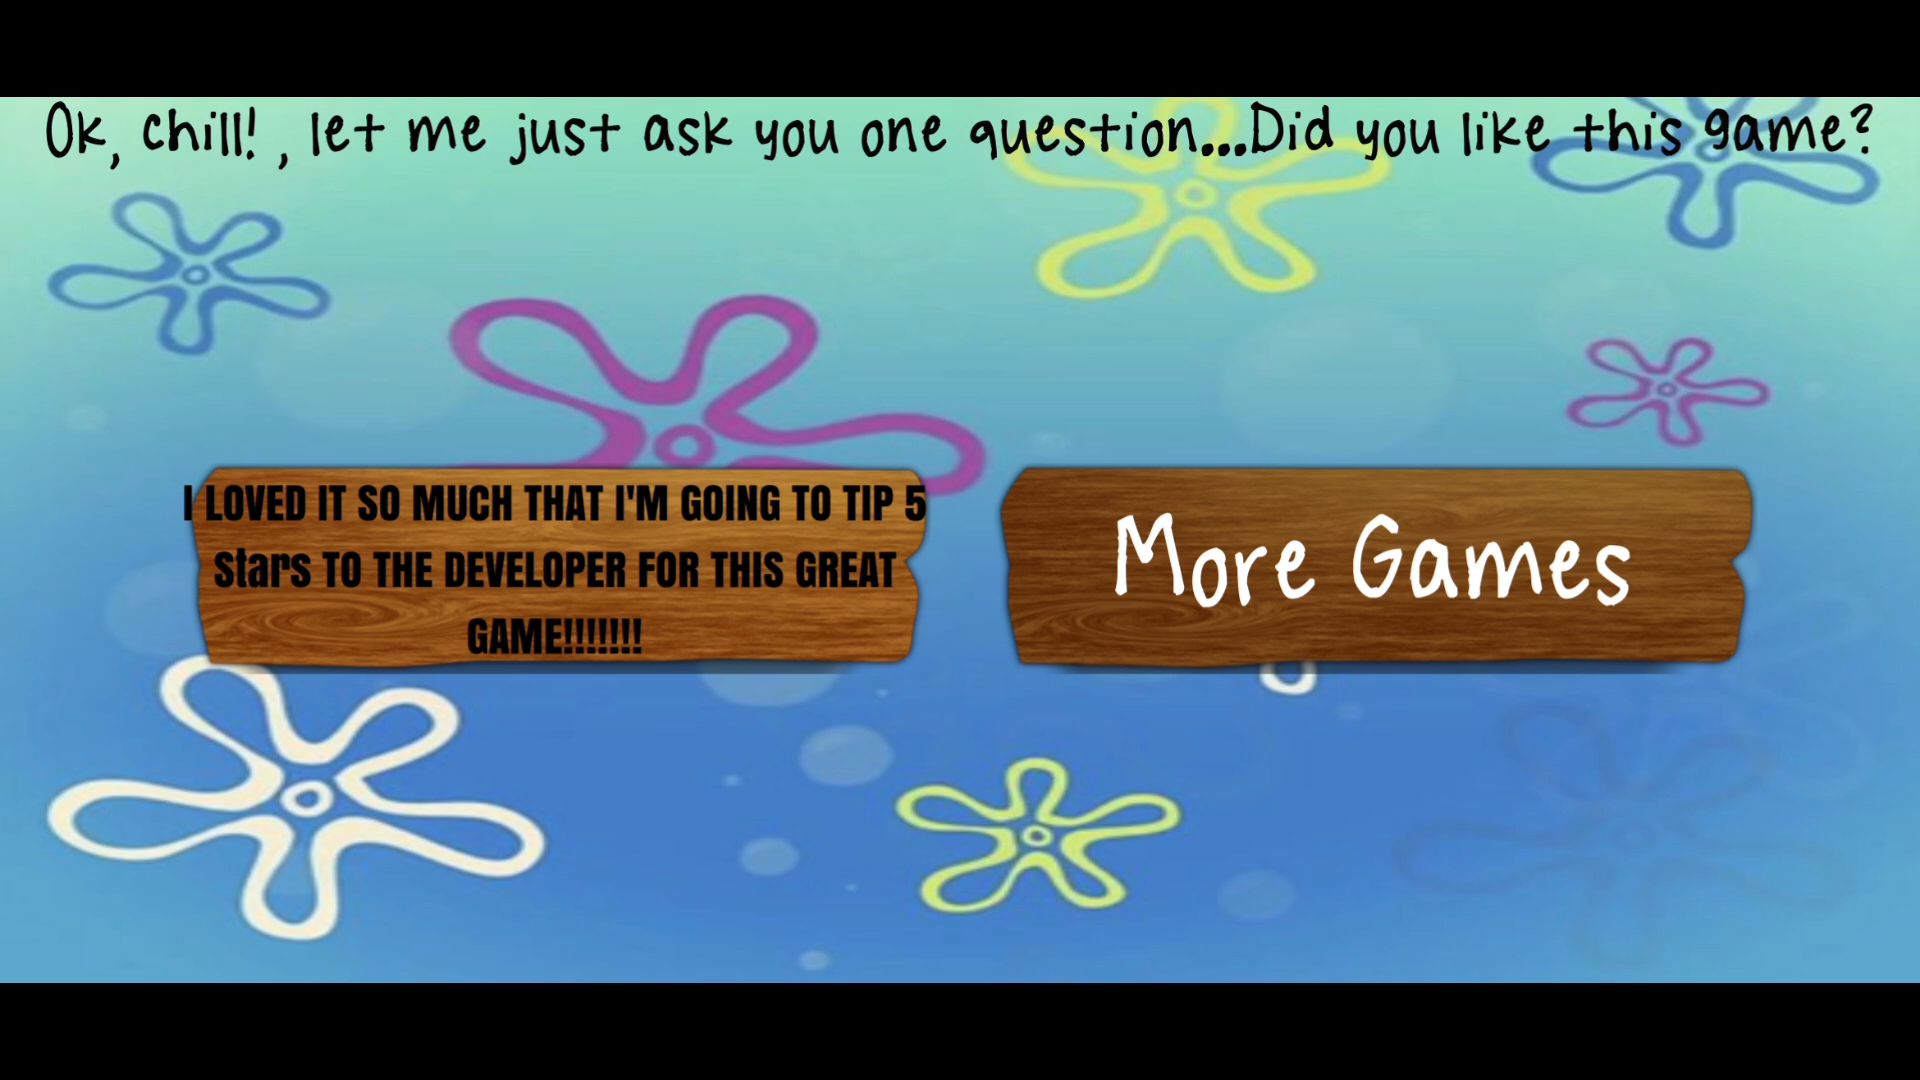 Ok, chill! , let me just ask you one question...Did you like this game?
I LOVED IT SO MUCH THAT I'M GOING TO TIP 5
Stars TO THE DEVELOPER FOR THIS GREAT
GAME!!!!!!!
More Games